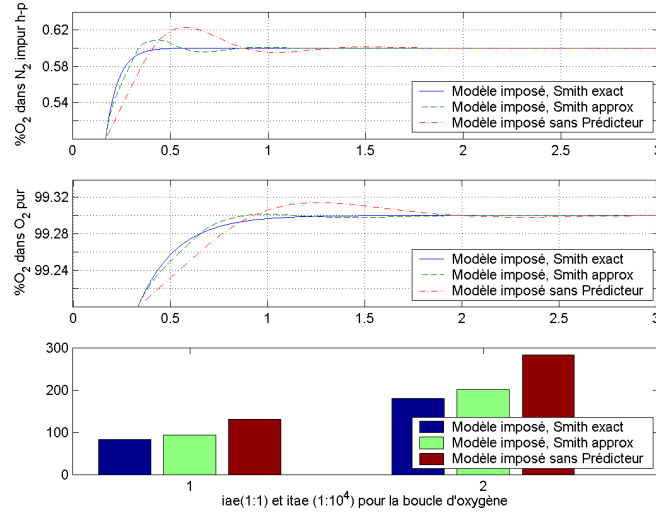 %O2 dans N2 impur h-p
0.62
0.58
0.54
Modèle imposé, Smith exact
Modèle imposé, Smith approx
Modèle imposé sans Prédicteur
0 0.5 1 1.5 2 2.5 3
%O2 dans O2 pur
99.32
99.28
99.24
Modèle imposé, Smith exact
Modèle imposé, Smith approx
Modèle imposé sans Prédicteur
0 0.5 1 1.5 2 2.5 3
300
200
100
0
Modèle imposé, Smith exact
Modèle imposé, Smith approx
Modèle imposé sans Prédicteur
1 2
iae(1:1) et itae (1:10^4) pour la boucle d'oxygène